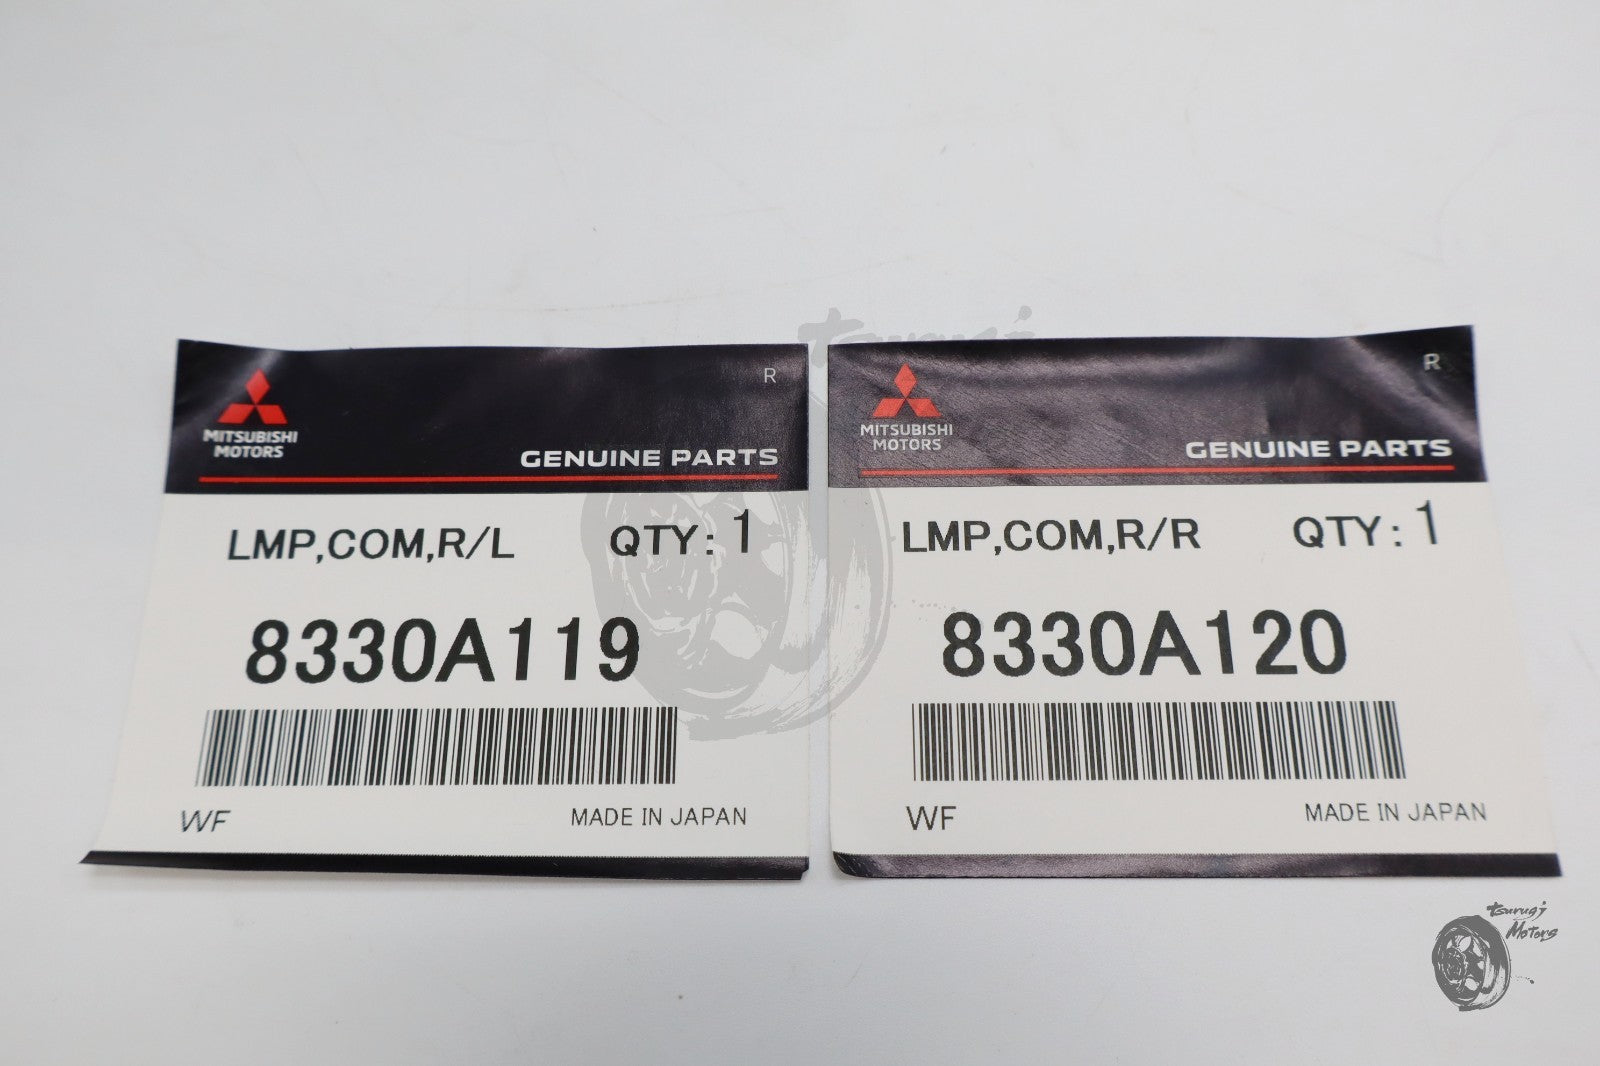 R
MITSUBISHI
MOTORS
GENUINE PARTS
LMP,COM,R/L QTY: 1
8330A119
WF MADE IN JAPAN
R
MITSUBISHI
MOTORS
GENUINE PARTS
LMP,COM,R/R QTY: 1
8330A120
WF MADE IN JAPAN
tsurugi
tsurugi
Motors